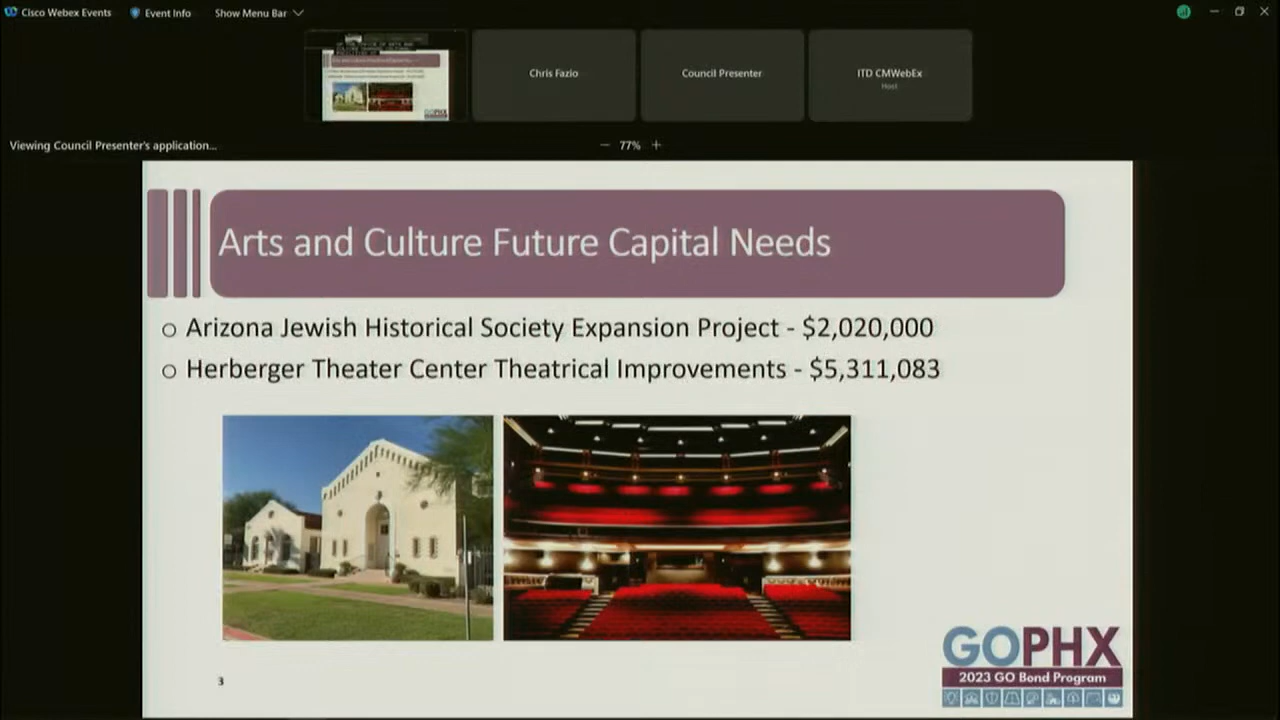 Cisco Webex Events
Event Info
Show Menu Bar
Chris Fazio
Council Presenter
ITD CMWebEx
Host
Viewing Council Presenter's application...
77%
Arts and Culture Future Capital Needs
Arizona Jewish Historical Society Expansion Project - $2,020,000
Herberger Theater Center Theatrical Improvements - $5,311,083
3
GOPHX
2023 GO Bond Program